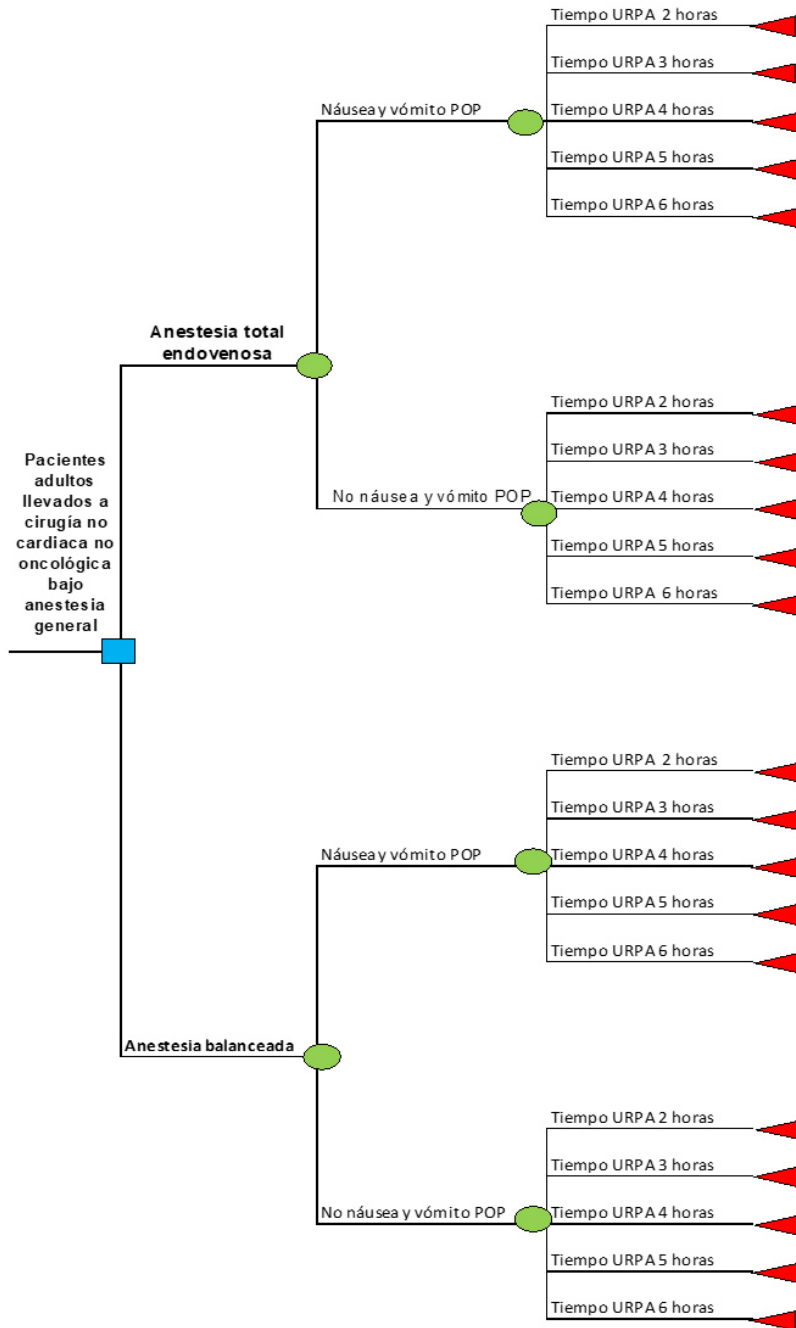 Tiempo URPA 2 horas
Tiempo URPA 3 horas
Náusea y vómito POP
Tiempo URPA 4 horas
Tiempo URPA 5 horas
Tiempo URPA 6 horas
Anestesia total
endovenosa
Tiempo URPA 2 horas
Tiempo URPA 3 horas
No náusea y vómito POP
Tiempo URPA 4 horas
Tiempo URPA 5 horas
Tiempo URPA 6 horas
Pacientes
adultos
llevados a
cirugía no
cardiaca no
oncológica
bajo
anestesia
general
Tiempo URPA 2 horas
Tiempo URPA 3 horas
Náusea y vómito POP
Tiempo URPA 4 horas
Tiempo URPA 5 horas
Tiempo URPA 6 horas
Anestesia balanceada
Tiempo URPA 2 horas
Tiempo URPA 3 horas
No náusea y vómito POP
Tiempo URPA 4 horas
Tiempo URPA 5 horas
Tiempo URPA 6 horas